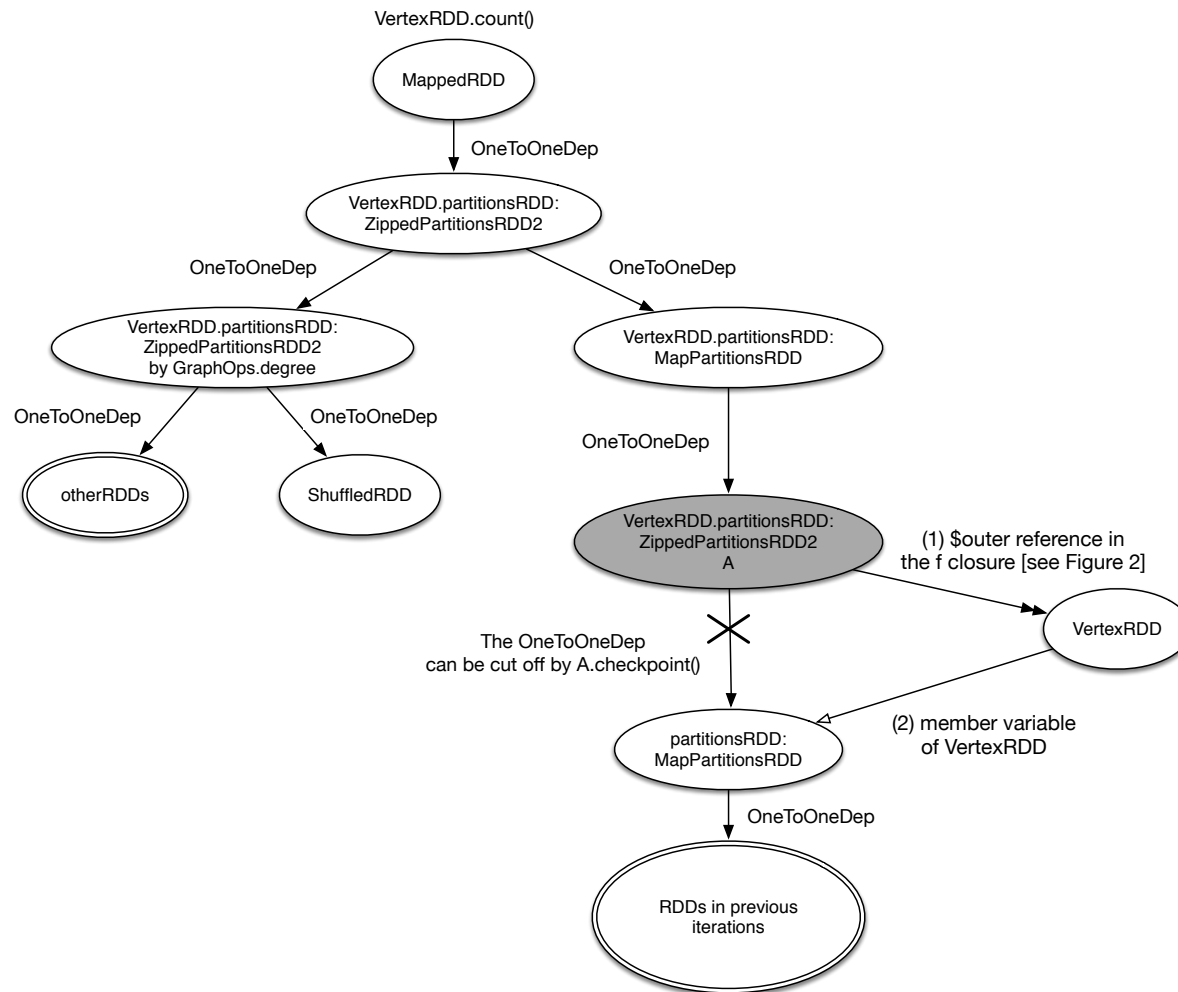 VertexRDD.count()
MappedRDD
OneToOneDep
VertexRDD.partitionsRDD:
ZippedPartitionsRDD2
OneToOneDep
OneToOneDep
VertexRDD.partitionsRDD:
ZippedPartitionsRDD2
by GraphOps.degree
VertexRDD.partitionsRDD:
MapPartitionsRDD
OneToOneDep
OneToOneDep
OneToOneDep
otherRDDs
ShuffledRDD
VertexRDD.partitionsRDD:
ZippedPartitionsRDD2
A
(1) $outer reference in
the f closure [see Figure 2]
VertexRDD
The OneToOneDep
can be cut off by A.checkpoint()
(2) member variable
of VertexRDD
partitionsRDD:
MapPartitionsRDD
OneToOneDep
RDDs in previous
iterations